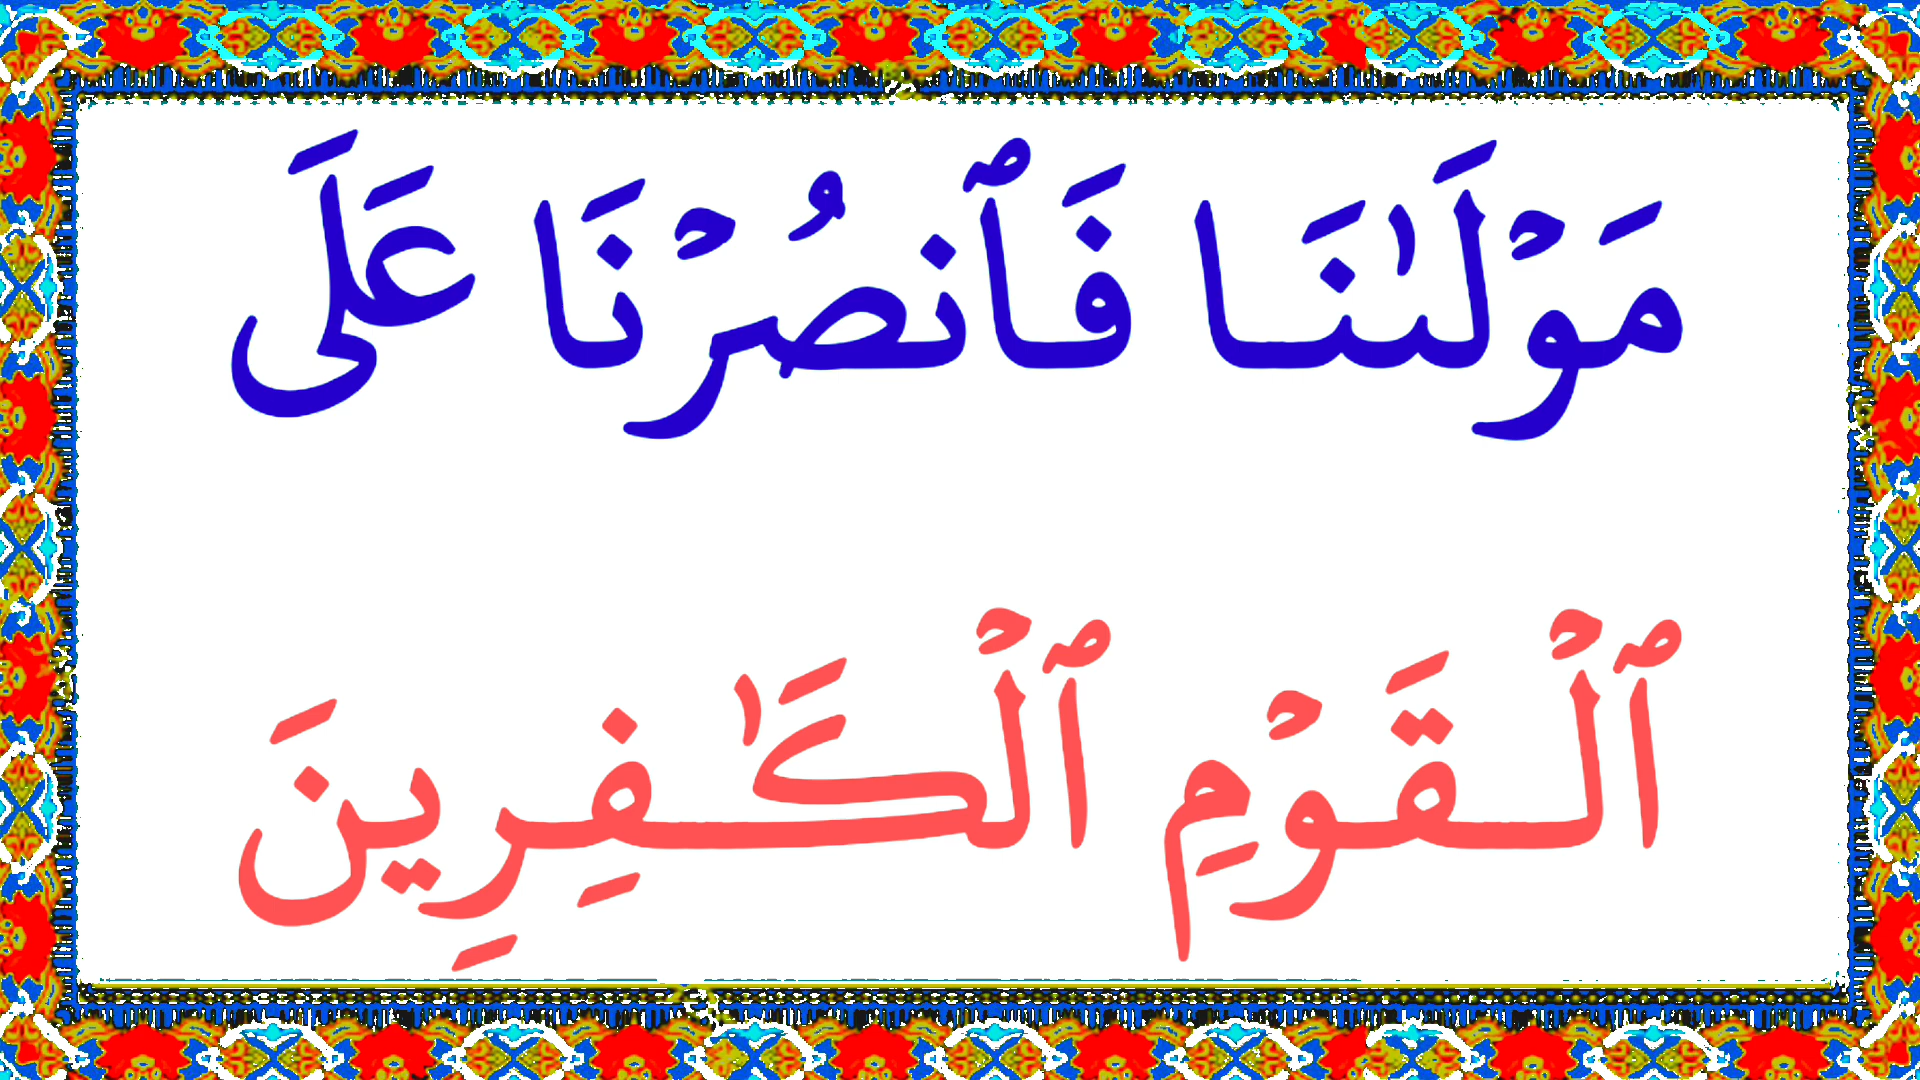 مَوْلَىٰنَا فَٱنصُرْنَا عَلَى
ٱلْقَوْمِ ٱلْكَـٰفِرِينَ